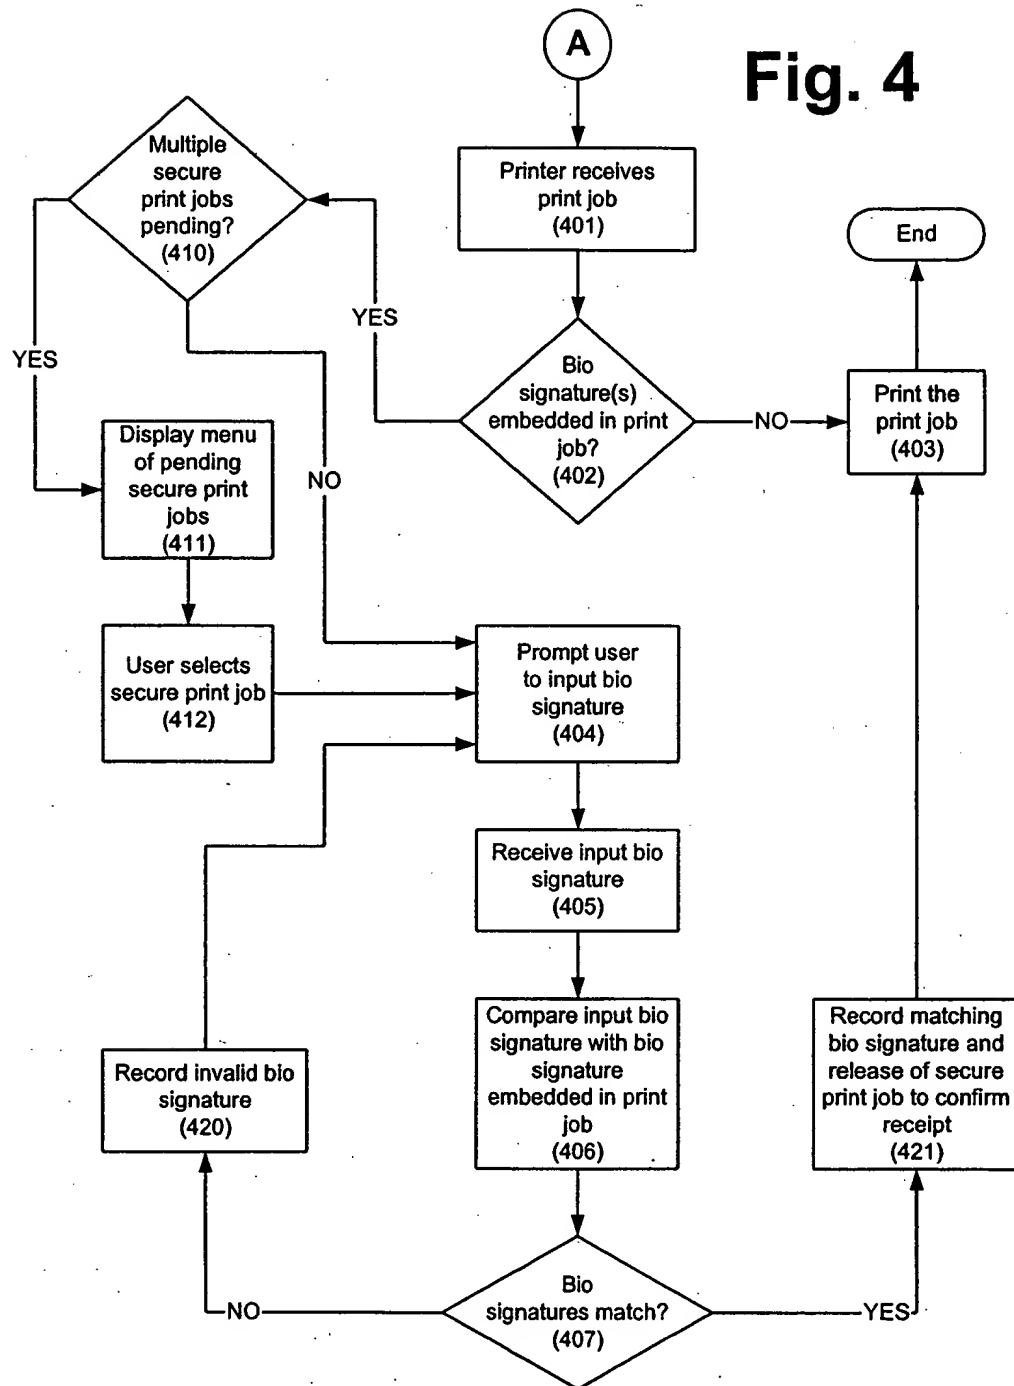 A
Fig. 4
Multiple
secure
print jobs
pending?
(410)
Printer receives
print job
(401)
End
YES
YES
Bio
signature(s)
embedded in print
job?
(402)
NO
Print the
print job
(403)
Display menu
of pending
secure print
jobs
(411)
NO
User selects
secure print job
(412)
Prompt user
to input bio
signature
(404)
Receive input bio
signature
(405)
Compare input bio
signature with bio
signature
embedded in print
job
(406)
Record matching
bio signature and
release of secure
print job to confirm
receipt
(421)
Record invalid bio
signature
(420)
Bio
signatures match?
(407)
NO
YES